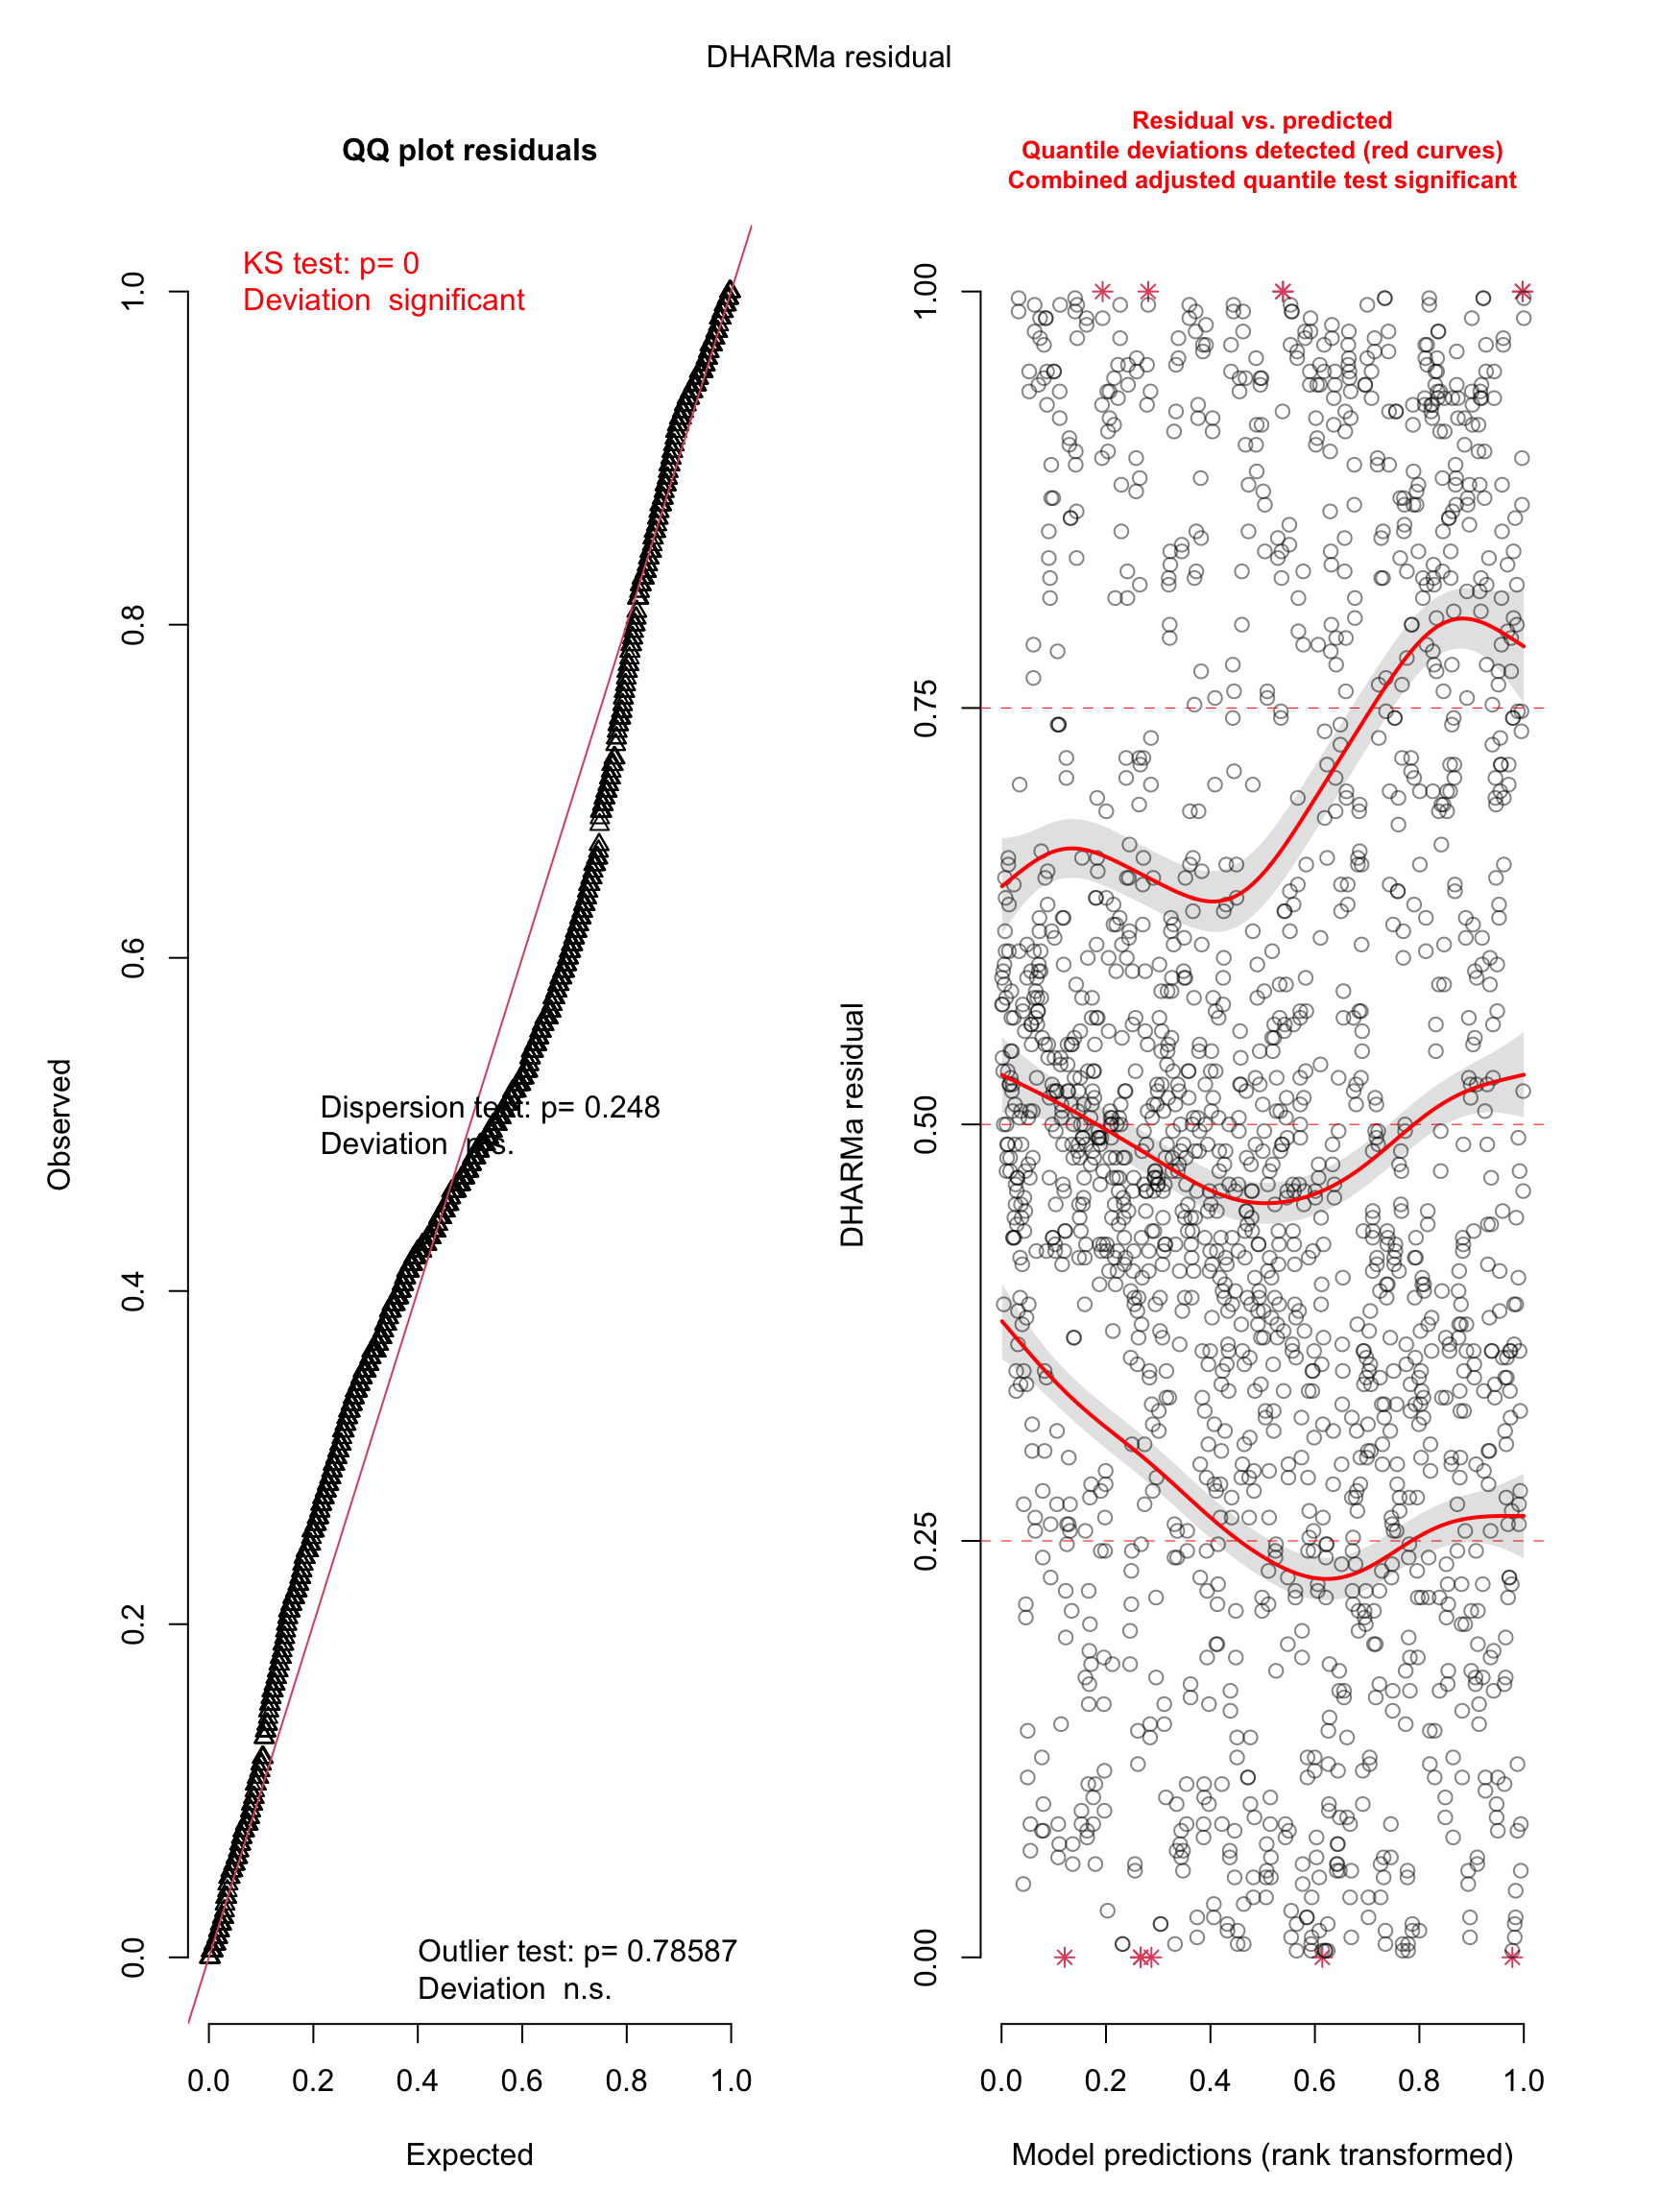 DHARMa residual
QQ plot residuals
KS test: p= 0
Deviation  significant
Dispersion test: p= 0.248
Deviation  n.s.
Outlier test: p= 0.78587
Deviation  n.s.
Observed
0.0
0.2
0.4
0.6
0.8
1.0
0.0 0.2 0.4 0.6 0.8 1.0
Expected
Residual vs. predicted
Quantile deviations detected (red curves)
Combined adjusted quantile test significant
DHARMa residual
0.00
0.25
0.50
0.75
1.00
0.0 0.2 0.4 0.6 0.8 1.0
Model predictions (rank transformed)